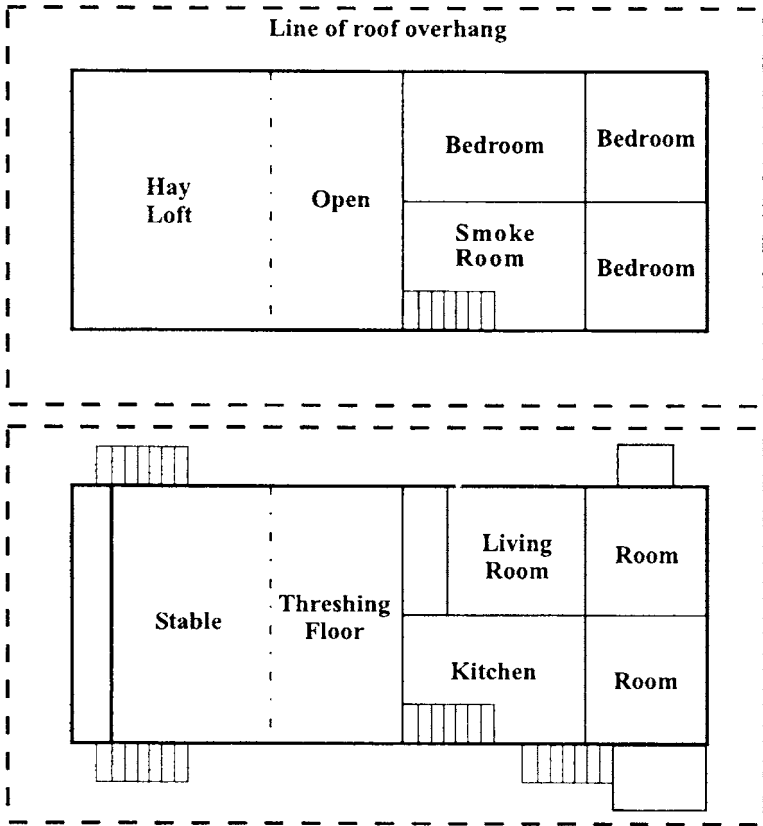 Line of roof overhang
Hay
Loft
Open
Bedroom
Bedroom
Smoke
Room
Bedroom
Stable
Threshing
Floor
Living
Room
Room
Kitchen
Room